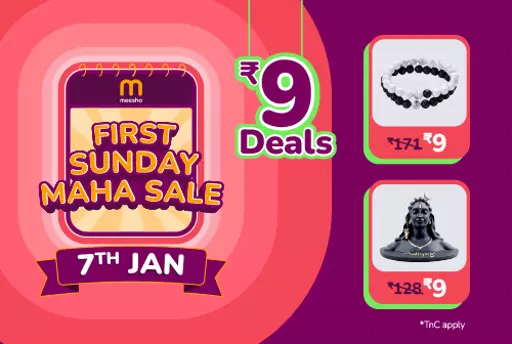 meesho
FIRST
SUNDAY
MAHA SALE
7TH JAN
₹9
Deals
₹171 ₹9
₹128 ₹9
*TnC apply